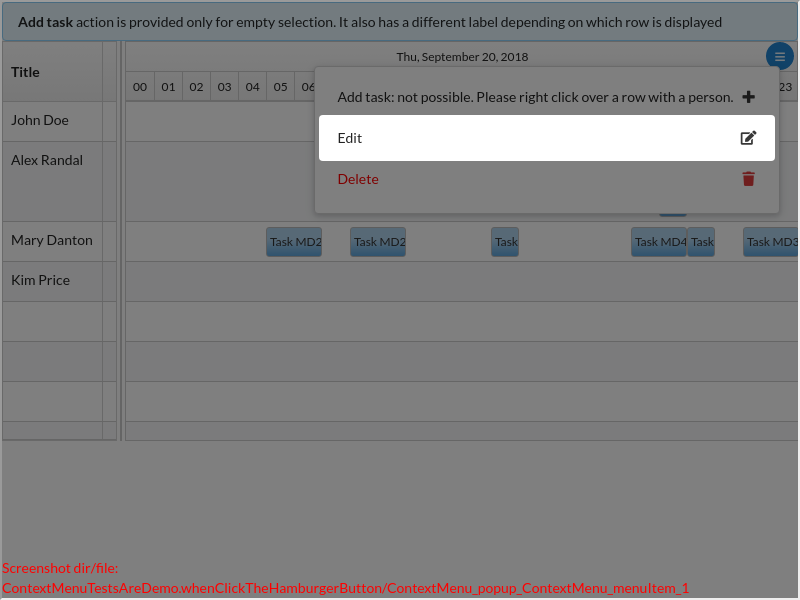 Add task action is provided only for empty selection. It also has a different label depending on which row is displayed
Title
Thu, September 20, 2018
00 01 02 03 04 05 06 23
Add task: not possible. Please right click over a row with a person.
John Doe
Edit
Alex Randal
Delete
Mary Danton
Task MD2 Task MD2 Task Task MD4 Task Task MD3
Kim Price
Screenshot dir/file:
ContextMenuTestsAreDemo.whenClickTheHamburgerButton/ContextMenu_popup_ContextMenu_menuItem_1